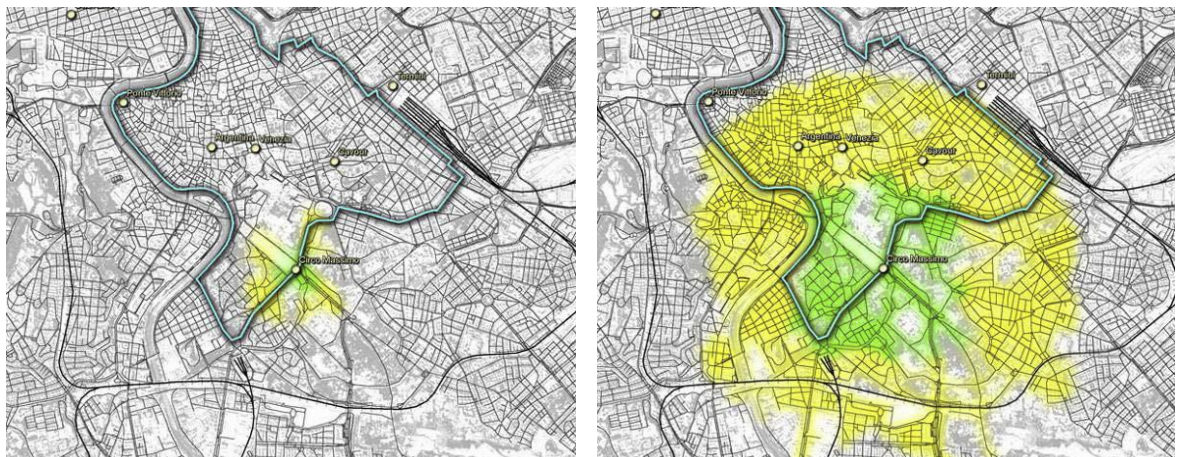 Termini
Ponte Vittorio
Argentina
Venezia
Cavour
Circo Massimo
Termini
Ponte Vittorio
Argentina
Venezia
Cavour
Circo Massimo